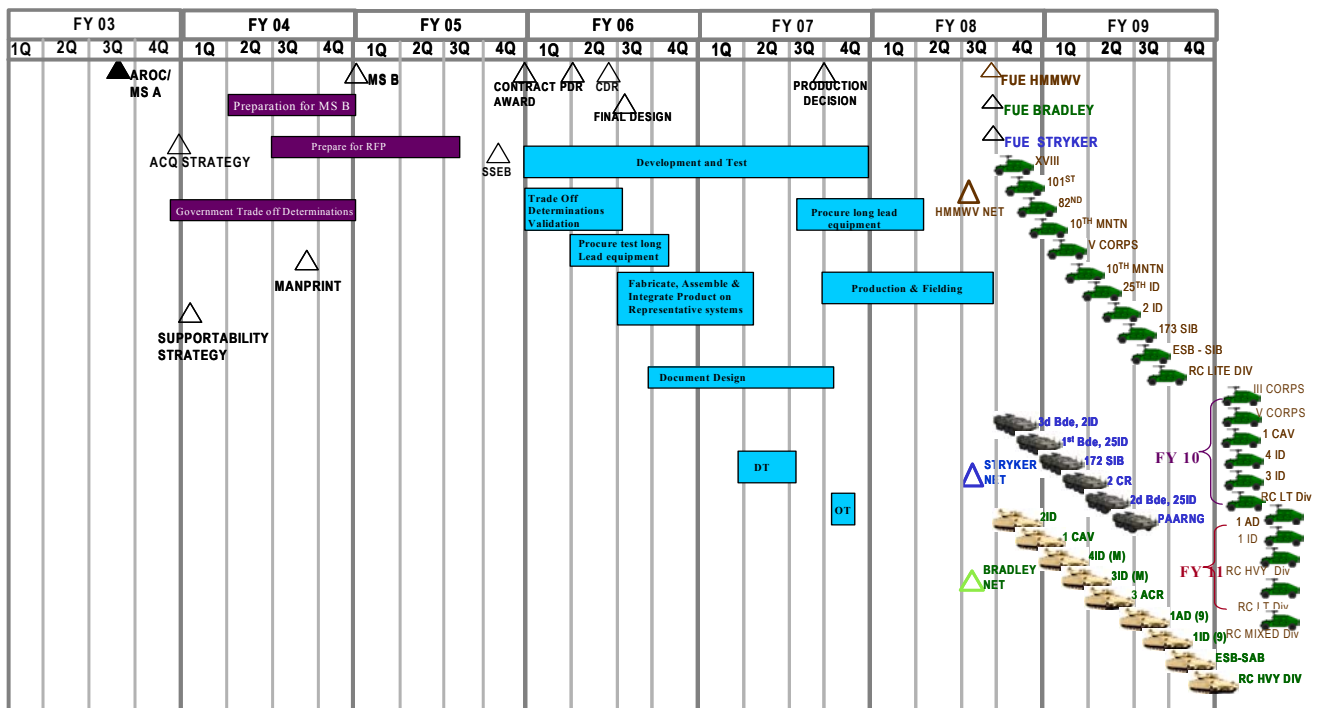 FY 03 FY 04 FY 05 FY 06 FY 07 FY 08 FY 09
1Q 2Q 3Q 4Q 1Q 2Q 3Q 4Q 1Q 2Q 3Q 4Q 1Q 2Q 3Q 4Q 1Q 2Q 3Q 4Q 1Q 2Q 3Q 4Q 1Q 2Q 3Q 4Q
AROC/
MS A
MS B
CONTRACT
AWARD
PDR
CDR
FINAL DESIGN
PRODUCTION
DECISION
FUE HMMWV
FUE BRADLEY
FUE STRYKER
Preparation for MS B
Prepare for RFP
ACQ STRATEGY
SSEB
Development and Test
Government Trade off Determinations
Trade Off
Determinations
Validation
Procure long lead
equipment
HMMWV NET
Procure test long
Lead equipment
MANPRINT
Fabricate, Assemble &
Integrate Product on
Representative systems
Production & Fielding
SUPPORTABILITY
STRATEGY
Document Design
DT
OT
XVIII
101ST
82ND
10TH MNTN
V CORPS
10TH MNTN
25TH ID
2 ID
173 SIB
ESB - SIB
RC LITE DIV
STRYKER
NET
3d Bde, 2ID
1st Bde, 25ID
172 SIB
2 CR
2d Bde, 25ID
PAARNG
BRADLEY
NET
2ID
1 CAV
4ID (M)
3ID (M)
3 ACR
1AD (9)
1ID (9)
ESB-SAB
RC HVY DIV
FY 10
III CORPS
V CORPS
1 CAV
4 ID
3 ID
RC LT Div
FY 11
1 AD
1 ID
RC HVY Div
RC LT Div
RC MIXED Div